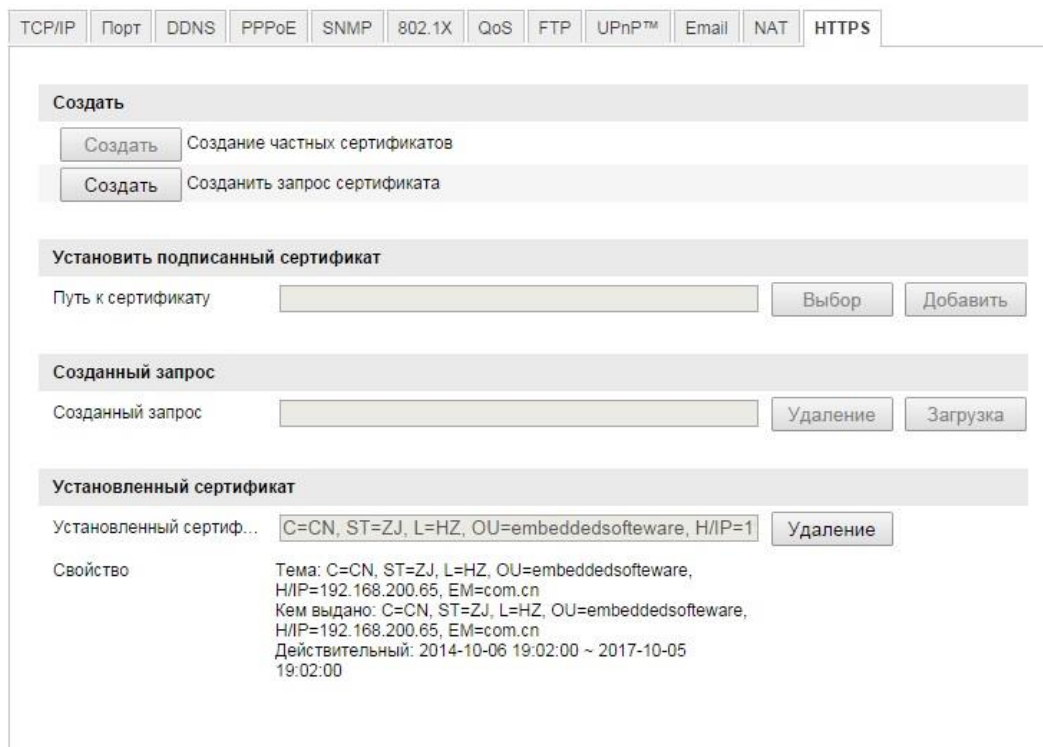 TCP/IP Порт DDNS PPPoE SNMP 802.1X QoS FTP UPnP™ Email NAT HTTPS
Создать
Создать Создание частных сертификатов
Создать Созданить запрос сертификата
Установить подписанный сертификат
Путь к сертификату Выбор Добавить
Созданный запрос
Созданный запрос Удаление Загрузка
Установленный сертификат
Установленный сертиф... C=CN, ST=ZJ, L=HZ, OU=embeddedsofteware, H/IP=1 Удаление
Свойство Тема: C=CN, ST=ZJ, L=HZ, OU=embeddedsofteware,
H/IP=192.168.200.65, EM=com.cn
Кем выдано: C=CN, ST=ZJ, L=HZ, OU=embeddedsofteware,
H/IP=192.168.200.65, EM=com.cn
Действительный: 2014-10-06 19:02:00 ~ 2017-10-05
19:02:00